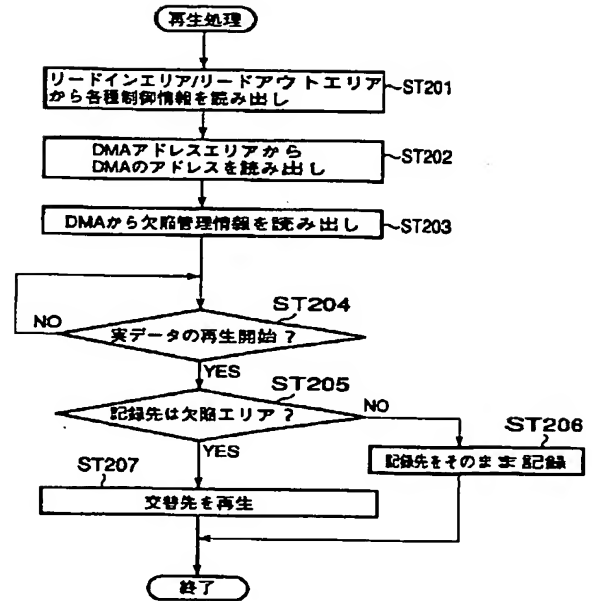 再生処理
リードインエリア/リードアウトエリア
から各種制御情報を読み出し
ST201
DMAアドレスエリアから
DMAのアドレスを読み出し
ST202
DMAから欠陥管理情報を読み出し
ST203
ST204
NO
実データの再生開始?
YES
ST205
記録先は欠陥エリア?
NO
YES
ST206
記録先をそのまま記録
ST207
交替先を再生
終了